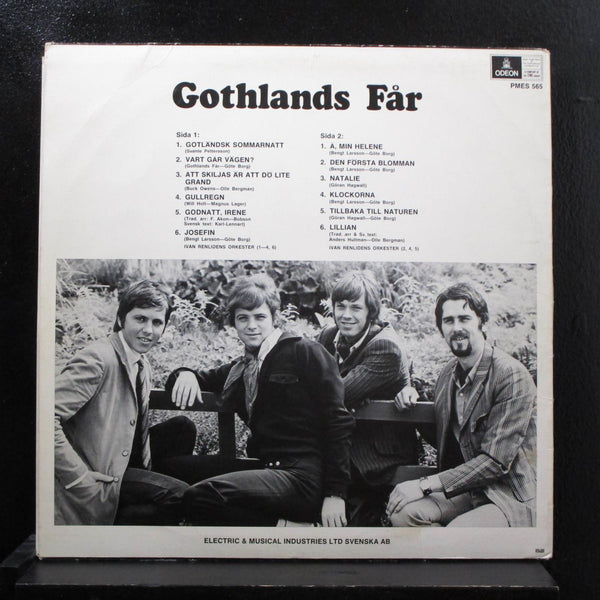 ODEON
PMES 565
Gothlands Får
Sida 1:
1. GOTLÄNDSK SOMMARNATT
(Svante Pettersson)
2. VART GAR VÄGEN?
(Gothlands Får—Göte Borg)
3. ATT SKILJAS ÄR ATT DÖ LITE
GRAND
(Buck Owens—Olle Bergman)
4. GULLREGN
(Will Holt—Magnus Lager)
5. GODNATT, IRENE
(Trad. arr: F. Akon—Bobson
Svensk text: Karl-Lennart)
6. JOSEFIN
(Bengt Larsson—Göte Borg)
IVAN RENLIDENS ORKESTER (1—4, 6)
Sida 2:
1. A, MIN HELENE
(Bengt Larsson—Göte Borg)
2. DEN FÖRSTA BLOMMAN
(Bengt Larsson—Göte Borg)
3. NATALIE
(Göran Hagwall)
4. KLOCKORNA
(Bengt Larsson—Göte Borg)
5. TILLBAKA TILL NATUREN
(Göran Hagwall—Göte Borg)
6. LILLIAN
(Trad. arr & Sv. text:
Anders Hultman—Olle Bergman)
IVAN RENLIDENS ORKESTER (2, 4, 5)
ELECTRIC & MUSICAL INDUSTRIES LTD SVENSKA AB